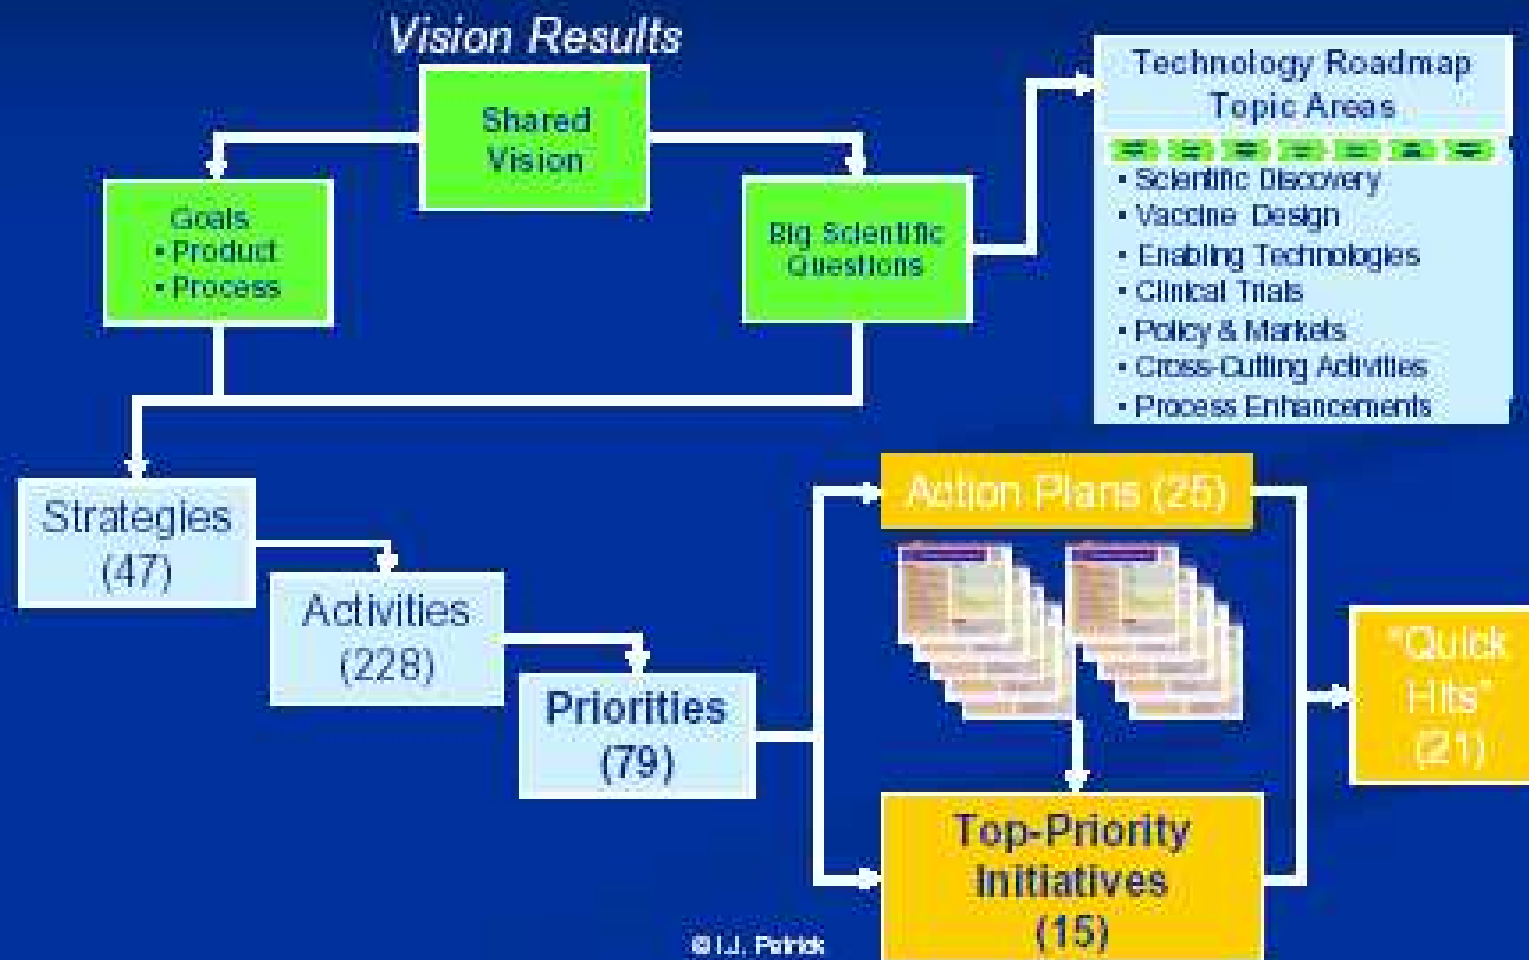 Vision Results
Shared
Vision
Goals
• Product
• Process
Big Scientific
Questions
Technology Roadmap
Topic Areas
• Scientific Discovery
• Vaccine Design
• Enabling Technologies
• Clinical Trials
• Policy & Markets
• Cross-Cutting Activities
• Process Enhancements
Strategies
(47)
Activities
(228)
Priorities
(79)
Action Plans (25)
Top-Priority
Initiatives
(15)
"Quick
Hits"
(21)